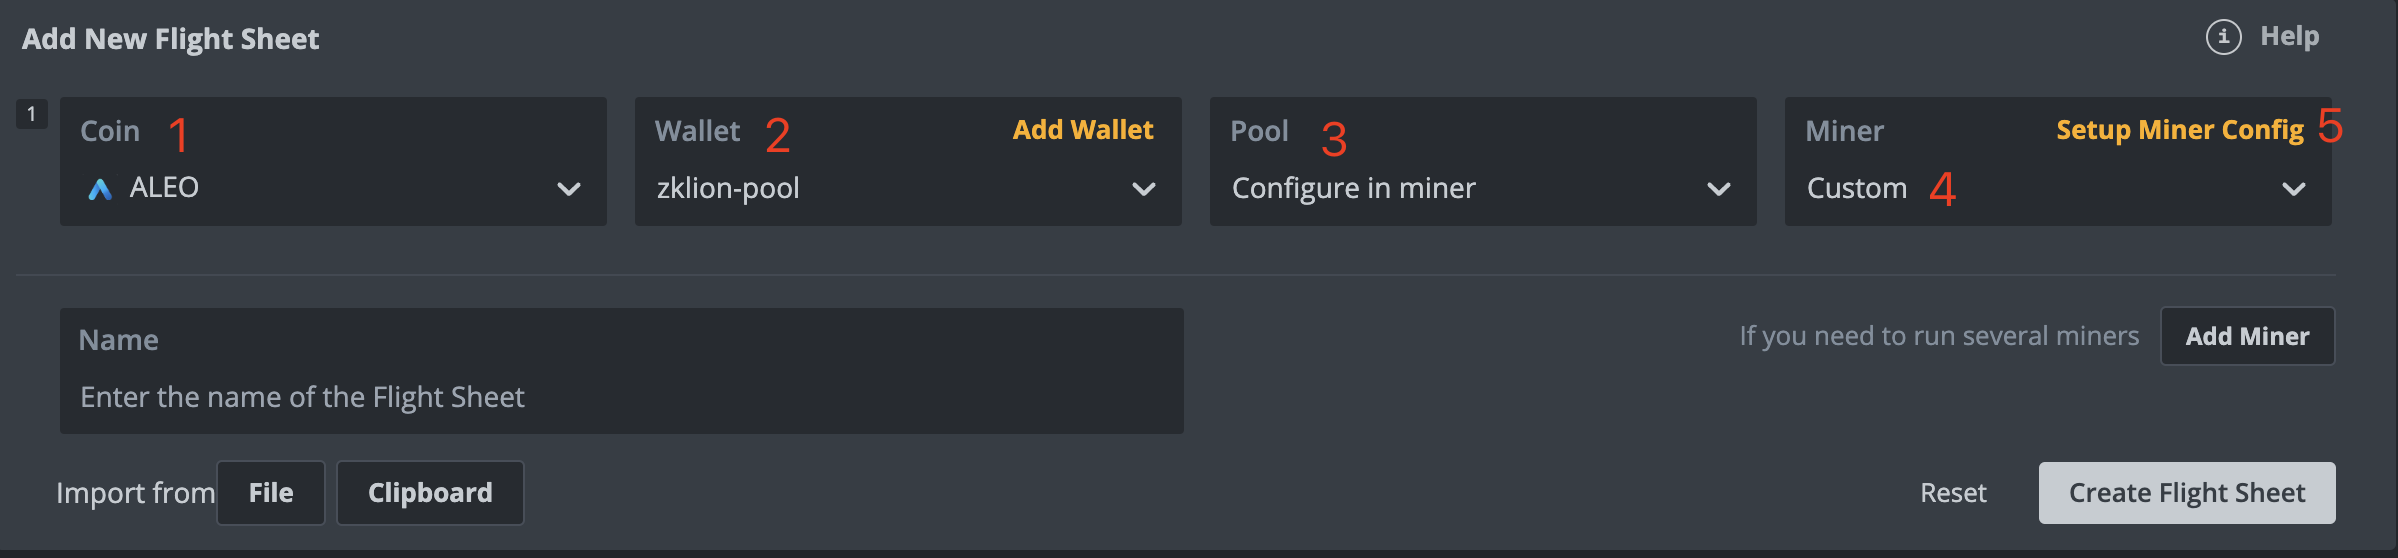 Add New Flight Sheet
Help
1
Coin 1
ALEO
Wallet 2 Add Wallet
zklion-pool
Pool 3
Configure in miner
Miner Setup Miner Config 5
Custom 4
Name
Enter the name of the Flight Sheet
If you need to run several miners Add Miner
Import from File Clipboard
Reset Create Flight Sheet